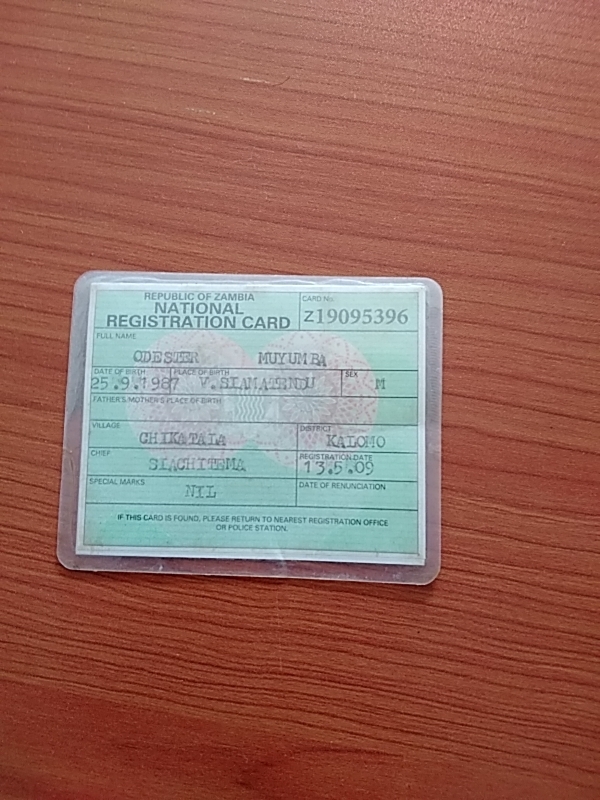 REPUBLIC OF ZAMBIA
NATIONAL
REGISTRATION CARD
CARD No.
Z19095396
FULL NAME
ODESTER MUYUMBA
DATE OF BIRTH PLACE OF BIRTH SEX
25.9.1987 V.SIAMATENDU M
FATHER'S/MOTHER'S PLACE OF BIRTH
VILLAGE DISTRICT
CHIKATALA KALOMO
CHIEF REGISTRATION DATE
SIACHITEMA 13.5.09
SPECIAL MARKS DATE OF RENUNCIATION
NIL
IF THIS CARD IS FOUND, PLEASE RETURN TO NEAREST REGISTRATION OFFICE
OR POLICE STATION.